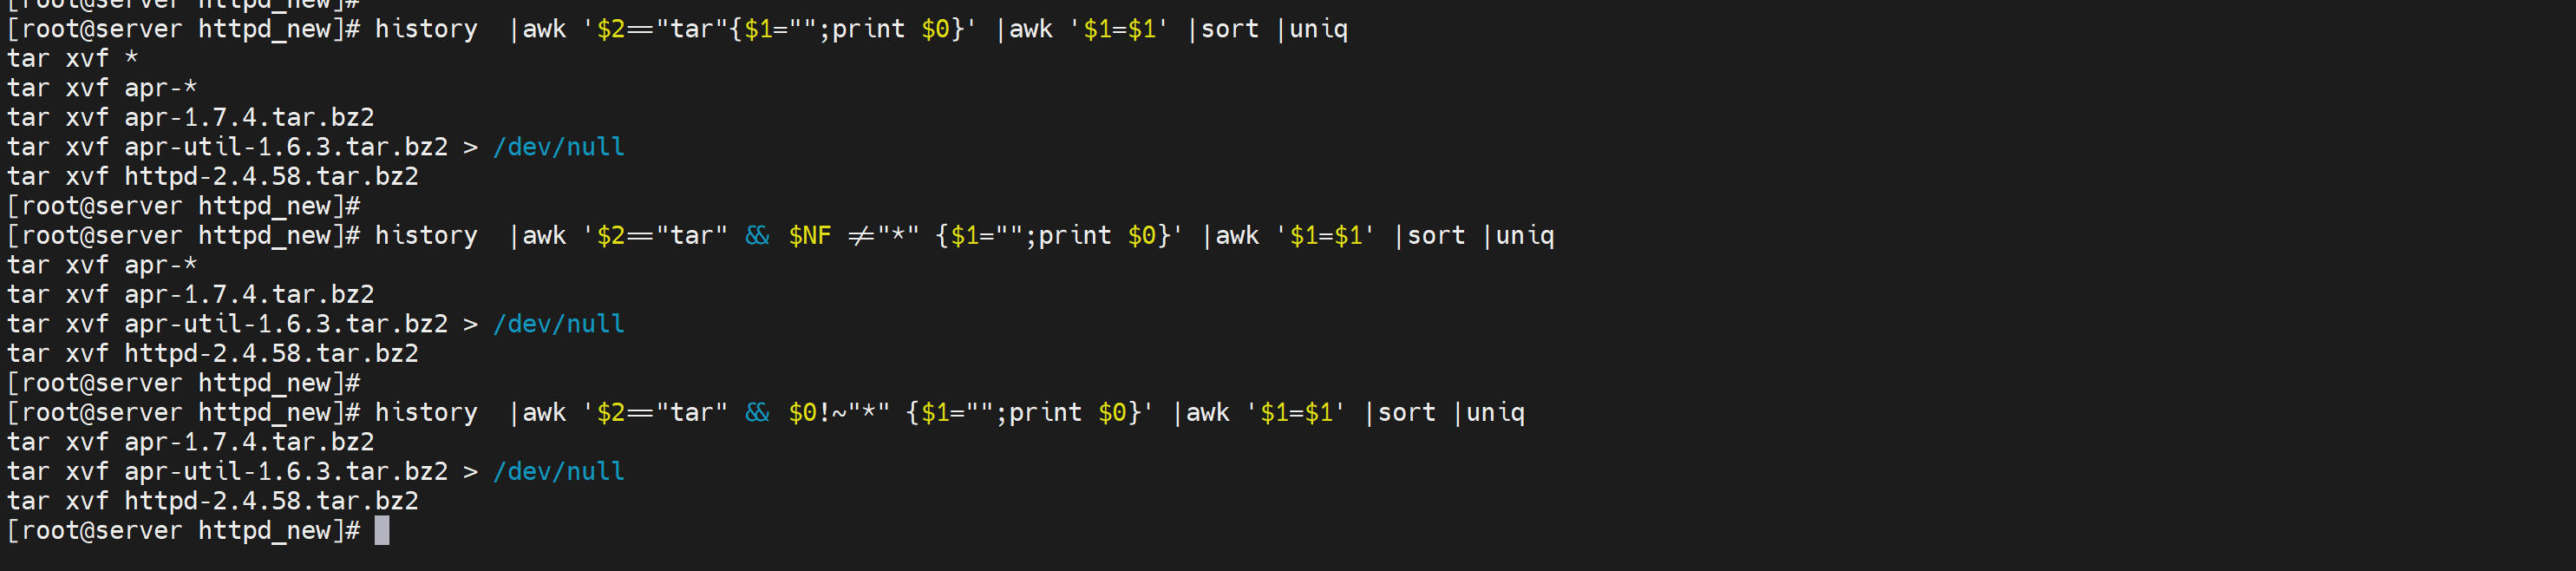 [root@server httpd_new]#
[root@server httpd_new]# history  |awk '$2=="tar"{$1="";print $0}' |awk '$1=$1' |sort |uniq
tar xvf *
tar xvf apr-*
tar xvf apr-1.7.4.tar.bz2
tar xvf apr-util-1.6.3.tar.bz2 > /dev/null
tar xvf httpd-2.4.58.tar.bz2
[root@server httpd_new]#
[root@server httpd_new]# history  |awk '$2=="tar" && $NF !="*" {$1="";print $0}' |awk '$1=$1' |sort |uniq
tar xvf apr-*
tar xvf apr-1.7.4.tar.bz2
tar xvf apr-util-1.6.3.tar.bz2 > /dev/null
tar xvf httpd-2.4.58.tar.bz2
[root@server httpd_new]#
[root@server httpd_new]# history  |awk '$2=="tar" && $0!~"*" {$1="";print $0}' |awk '$1=$1' |sort |uniq
tar xvf apr-1.7.4.tar.bz2
tar xvf apr-util-1.6.3.tar.bz2 > /dev/null
tar xvf httpd-2.4.58.tar.bz2
[root@server httpd_new]#